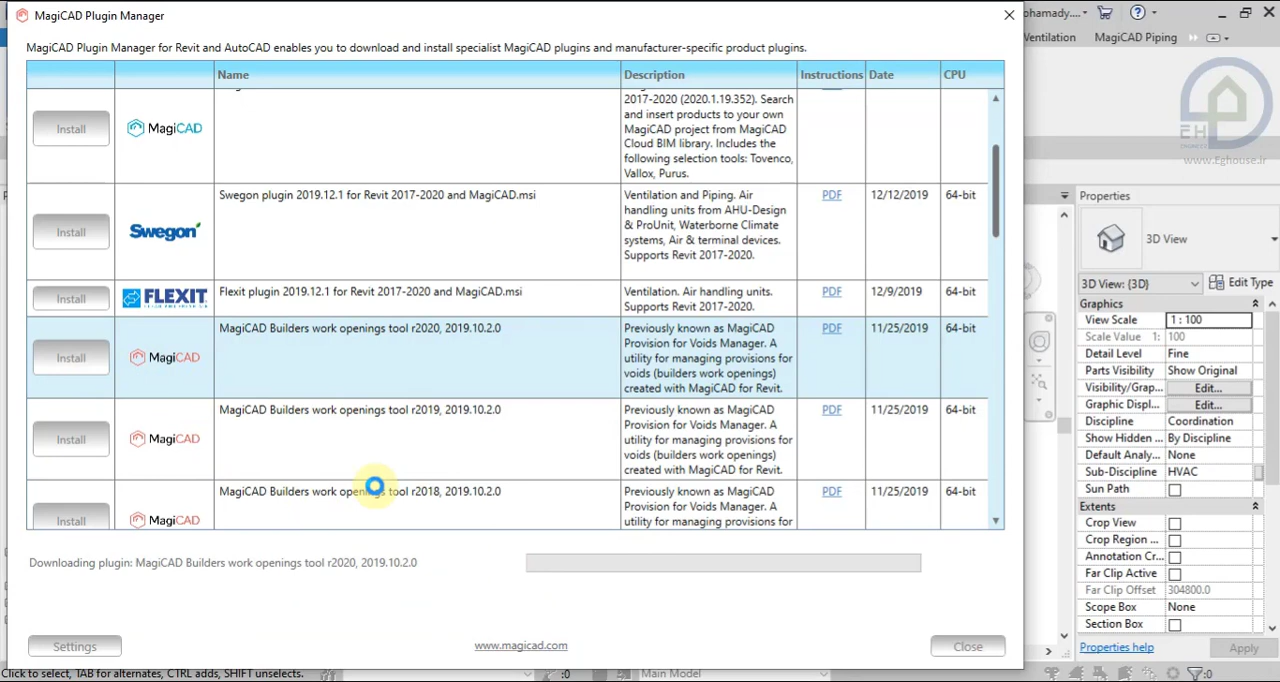 MagiCAD Plugin Manager
ohamady....
MagiCAD Plugin Manager for Revit and AutoCAD enables you to download and install specialist MagiCAD plugins and manufacturer-specific product plugins.
Ventilation MagiCAD Piping
Name Description Instructions Date CPU
Install MagiCAD
2017-2020 (2020.1.19.352). Search
and insert products to your own
MagiCAD project from MagiCAD
Cloud BIM library. Includes the
following selection tools: Tovenco,
Vallox, Purus.
Install Swegon
Swegon plugin 2019.12.1 for Revit 2017-2020 and MagiCAD.msi
Ventilation and Piping. Air
handling units from AHU-Design
& ProUnit, Waterborne Climate
systems, Air & terminal devices.
Supports Revit 2017-2020.
PDF 12/12/2019 64-bit
Install FLEXIT
Flexit plugin 2019.12.1 for Revit 2017-2020 and MagiCAD.msi
Ventilation. Air handling units.
Supports Revit 2017-2020.
PDF 12/9/2019 64-bit
Install MagiCAD
MagiCAD Builders work openings tool r2020, 2019.10.2.0
Previously known as MagiCAD
Provision for Voids Manager. A
utility for managing provisions for
voids (builders work openings)
created with MagiCAD for Revit.
PDF 11/25/2019 64-bit
Install MagiCAD
MagiCAD Builders work openings tool r2019, 2019.10.2.0
Previously known as MagiCAD
Provision for Voids Manager. A
utility for managing provisions for
voids (builders work openings)
created with MagiCAD for Revit.
PDF 11/25/2019 64-bit
Install MagiCAD
MagiCAD Builders work openings tool r2018, 2019.10.2.0
Previously known as MagiCAD
Provision for Voids Manager. A
utility for managing provisions for
PDF 11/25/2019 64-bit
Downloading plugin: MagiCAD Builders work openings tool r2020, 2019.10.2.0
Settings www.magicad.com Close
EH
www.Eghouse.ir
Properties
3D View
3D View: {3D} Edit Type
Graphics
View Scale 1 : 100
Scale Value 1: 100
Detail Level Fine
Parts Visibility Show Original
Visibility/Grap... Edit...
Graphic Displ... Edit...
Discipline Coordination
Show Hidden ... By Discipline
Default Analy... None
Sub-Discipline HVAC
Sun Path
Extents
Crop View
Crop Region ...
Annotation Cr...
Far Clip Active
Far Clip Offset 304800.0
Scope Box None
Section Box
Properties help Apply
Click to select, TAB for alternates, CTRL adds, SHIFT unselects. :0 Main Model :0